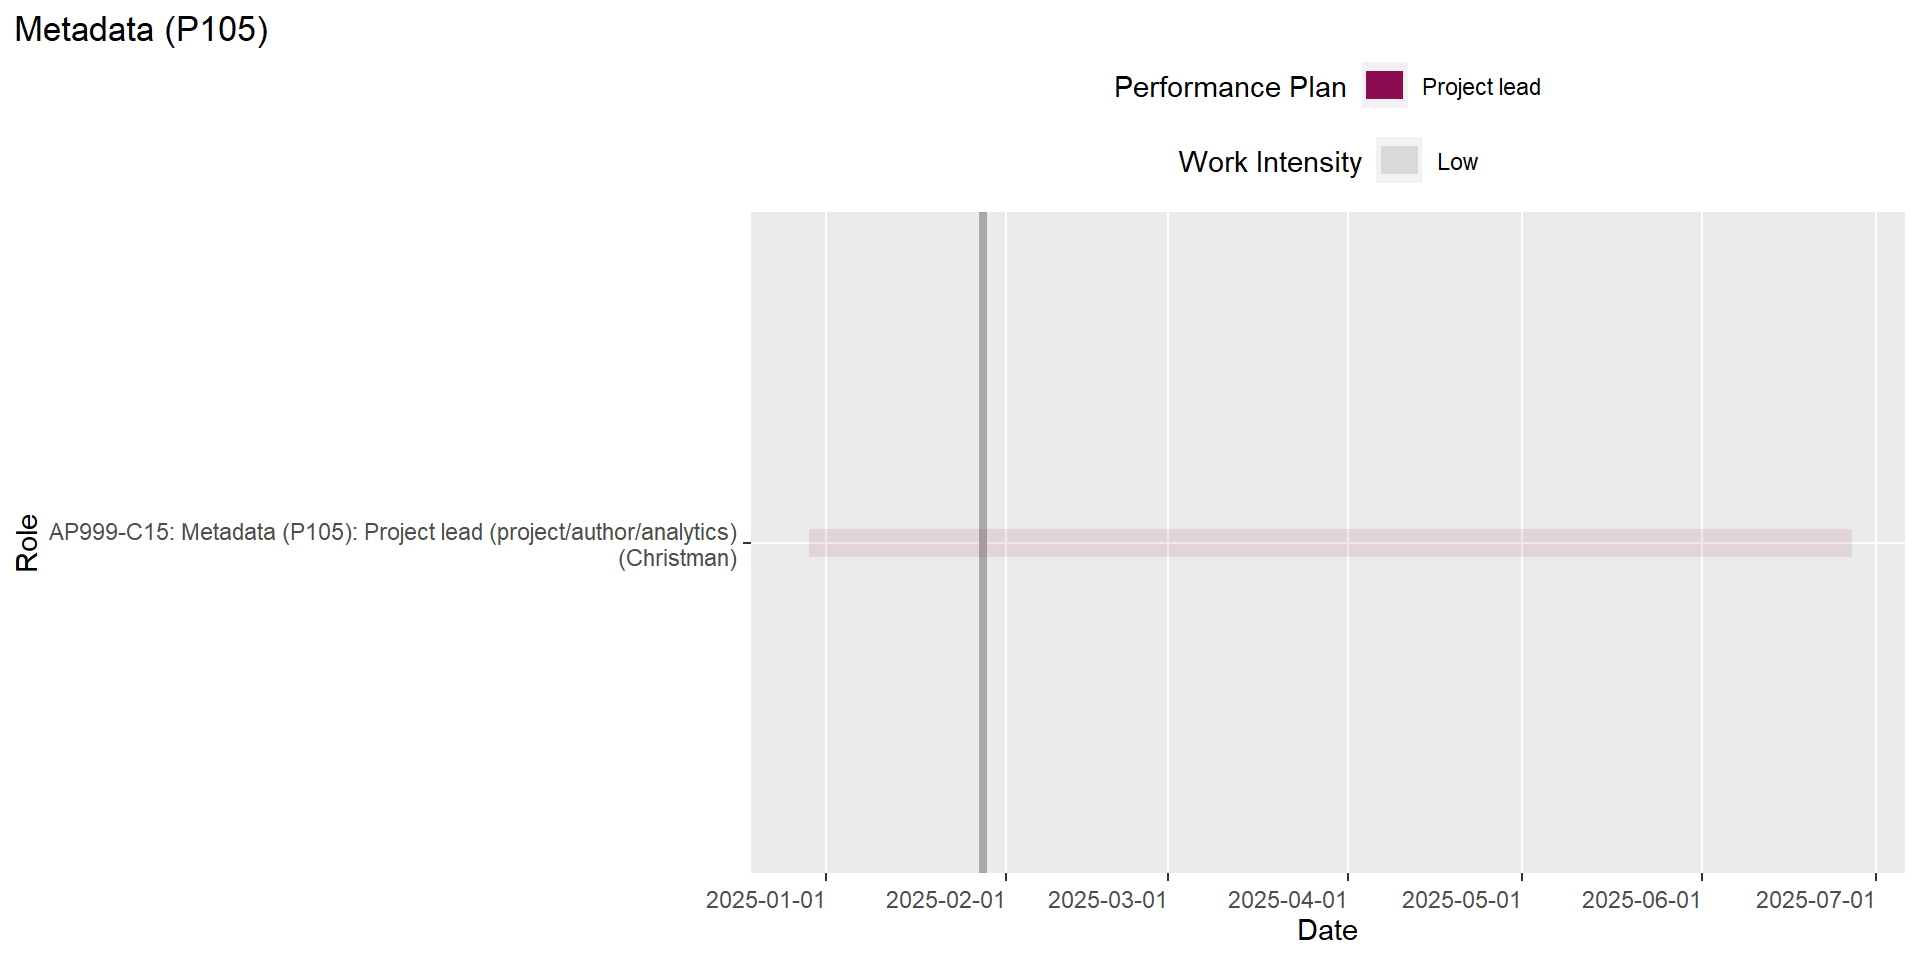 Metadata (P105)
Performance Plan
Project lead
Work Intensity
Low
Role
AP999-C15: Metadata (P105): Project lead (project/author/analytics)
(Christman)
2025-01-01
2025-02-01
2025-03-01
2025-04-01
2025-05-01
2025-06-01
2025-07-01
Date